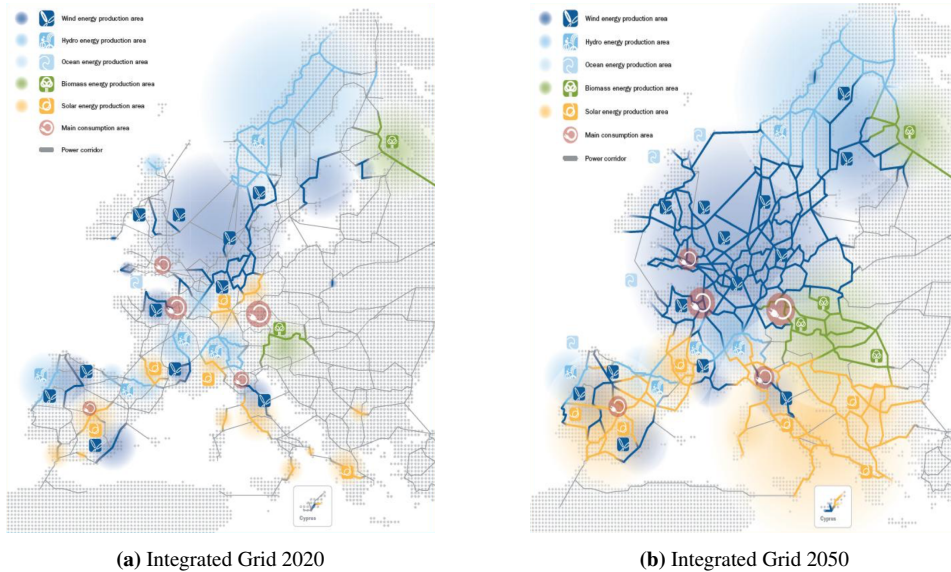 Wind energy production area
Hydro energy production area
Ocean energy production area
Biomass energy production area
Solar energy production area
Main consumption area
Power corridor
Cyprus
(a) Integrated Grid 2020
Wind energy production area
Hydro energy production area
Ocean energy production area
Biomass energy production area
Solar energy production area
Main consumption area
Power corridor
Cyprus
(b) Integrated Grid 2050